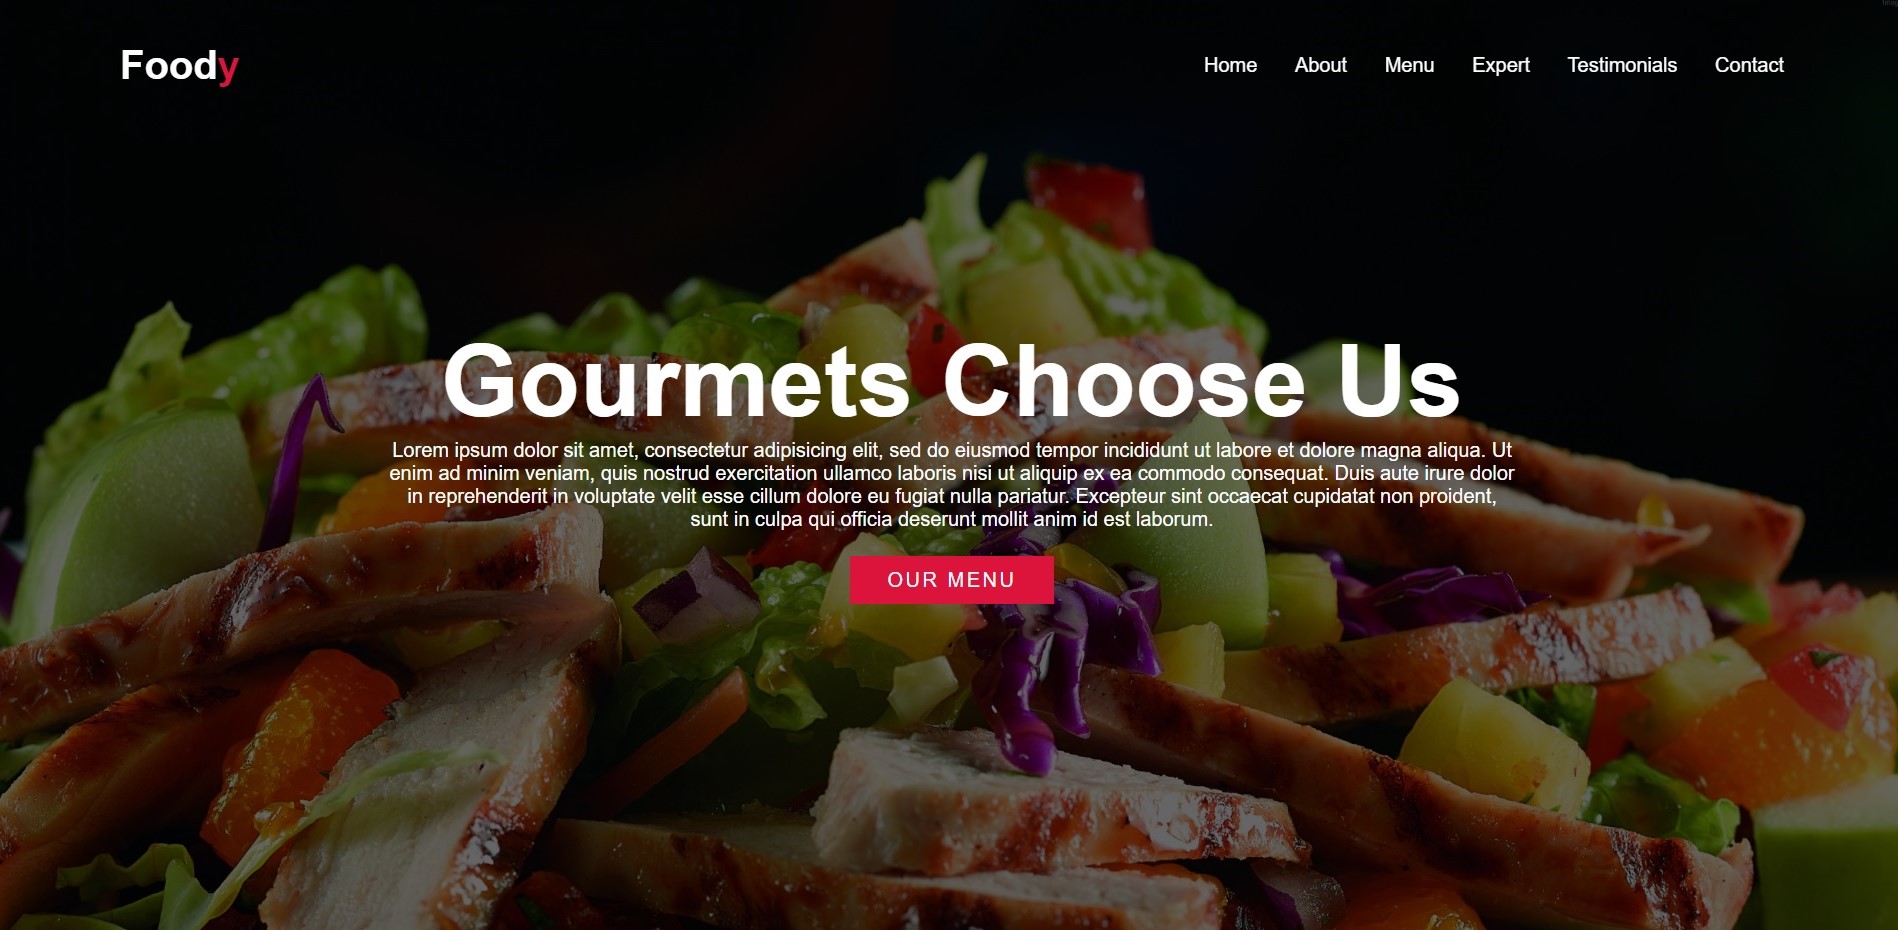 Foody
Home About Menu Expert Testimonials Contact
Gourmets Choose Us
Lorem ipsum dolor sit amet, consectetur adipisicing elit, sed do eiusmod tempor incididunt ut labore et dolore magna aliqua. Ut
enim ad minim veniam, quis nostrud exercitation ullamco laboris nisi ut aliquip ex ea commodo consequat. Duis aute irure dolor
in reprehenderit in voluptate velit esse cillum dolore eu fugiat nulla pariatur. Excepteur sint occaecat cupidatat non proident,
sunt in culpa qui officia deserunt mollit anim id est laborum.
OUR MENU